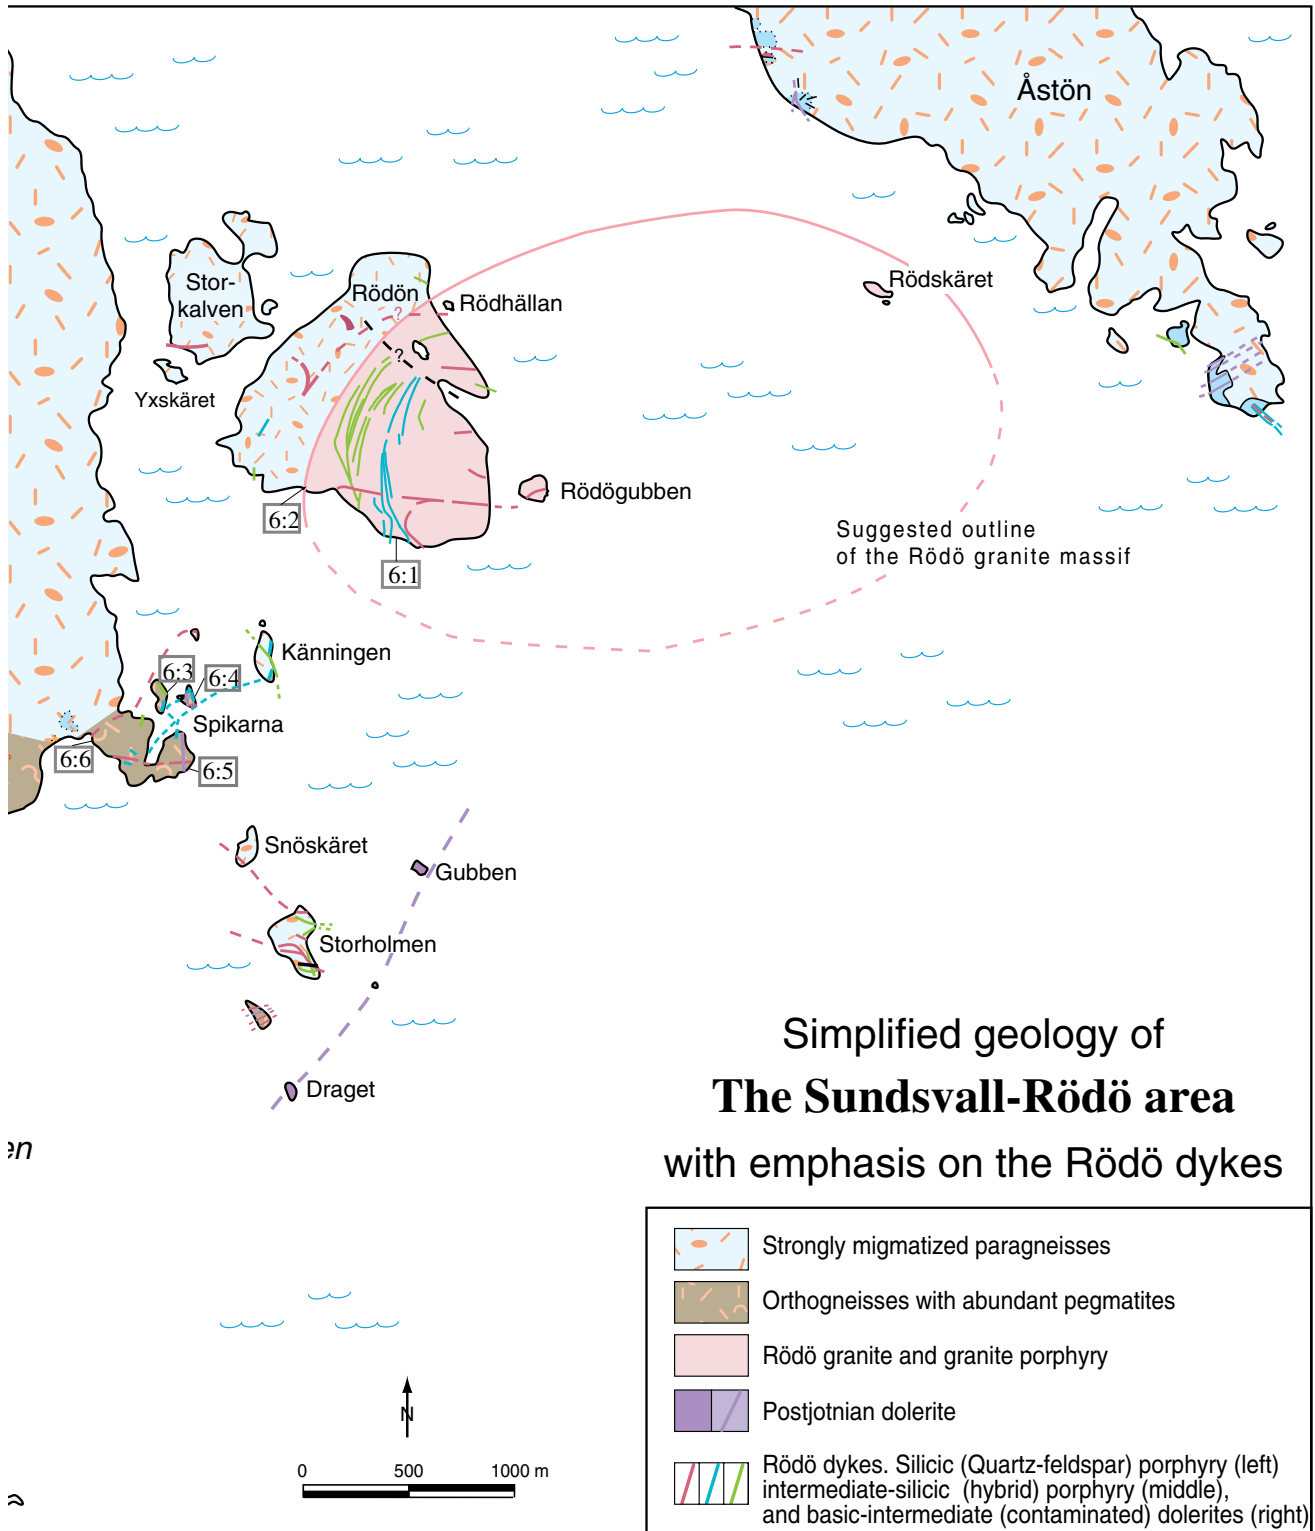 Åstön
Stor-
kalven
Rödön
?
Rödhällan
Rödskäret
?
Yxskäret
Rödögubben
6:2
Suggested outline
of the Rödö granite massif
6:1
Känningen
6:3
6:4
Spikarna
6:6
6:5
Snöskäret
Gubben
Storholmen
Draget
en
Simplified geology of
The Sundsvall-Rödö area
with emphasis on the Rödö dykes
Strongly migmatized paragneisses
Orthogneisses with abundant pegmatites
Rödö granite and granite porphyry
Postjotnian dolerite
Rödö dykes. Silicic (Quartz-feldspar) porphyry (left)
intermediate-silicic (hybrid) porphyry (middle),
and basic-intermediate (contaminated) dolerites (right)
N
0 500 1000 m